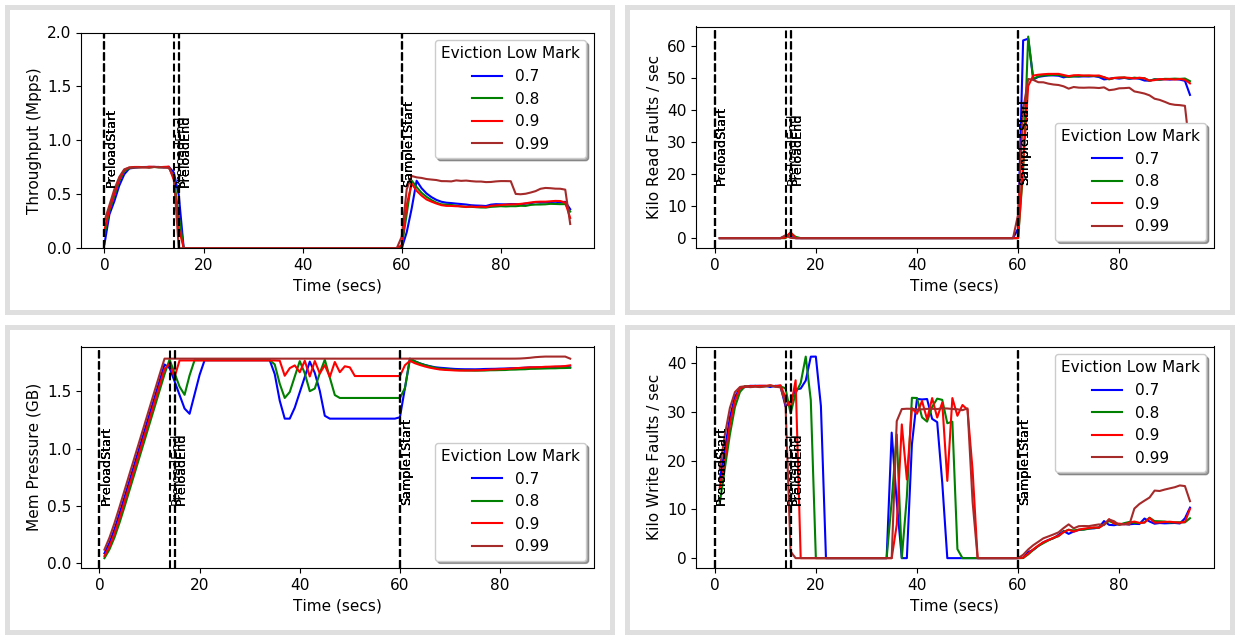 2.0
1.5
1.0
0.5
0.0
Throughput (Mpps)
0 20 40 60 80
Time (secs)
PreloadStart
PreloadEnd
Sample1Start
Eviction Low Mark
0.7
0.8
0.9
0.99
60
50
40
30
20
10
0
Kilo Read Faults / sec
0 20 40 60 80
Time (secs)
PreloadStart
PreloadEnd
Sample1Start
Eviction Low Mark
0.7
0.8
0.9
0.99
1.5
1.0
0.5
0.0
Mem Pressure (GB)
0 20 40 60 80
Time (secs)
PreloadStart
PreloadEnd
Sample1Start
Eviction Low Mark
0.7
0.8
0.9
0.99
40
30
20
10
0
Kilo Write Faults / sec
0 20 40 60 80
Time (secs)
PreloadStart
PreloadEnd
Sample1Start
Eviction Low Mark
0.7
0.8
0.9
0.99